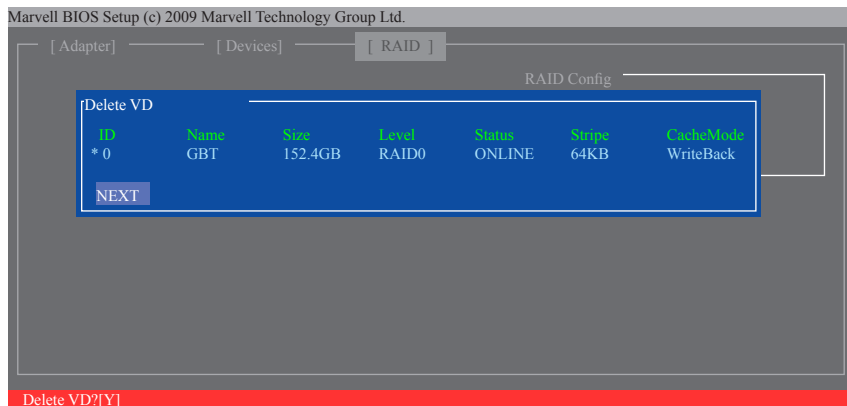 Marvell BIOS Setup (c) 2009 Marvell Technology Group Ltd.
[ Adapter] [ Devices] [ RAID ]
RAID Config
Delete VD
ID Name Size Level Status Stripe CacheMode
* 0 GBT 152.4GB RAID0 ONLINE 64KB WriteBack
NEXT
Delete VD?[Y]